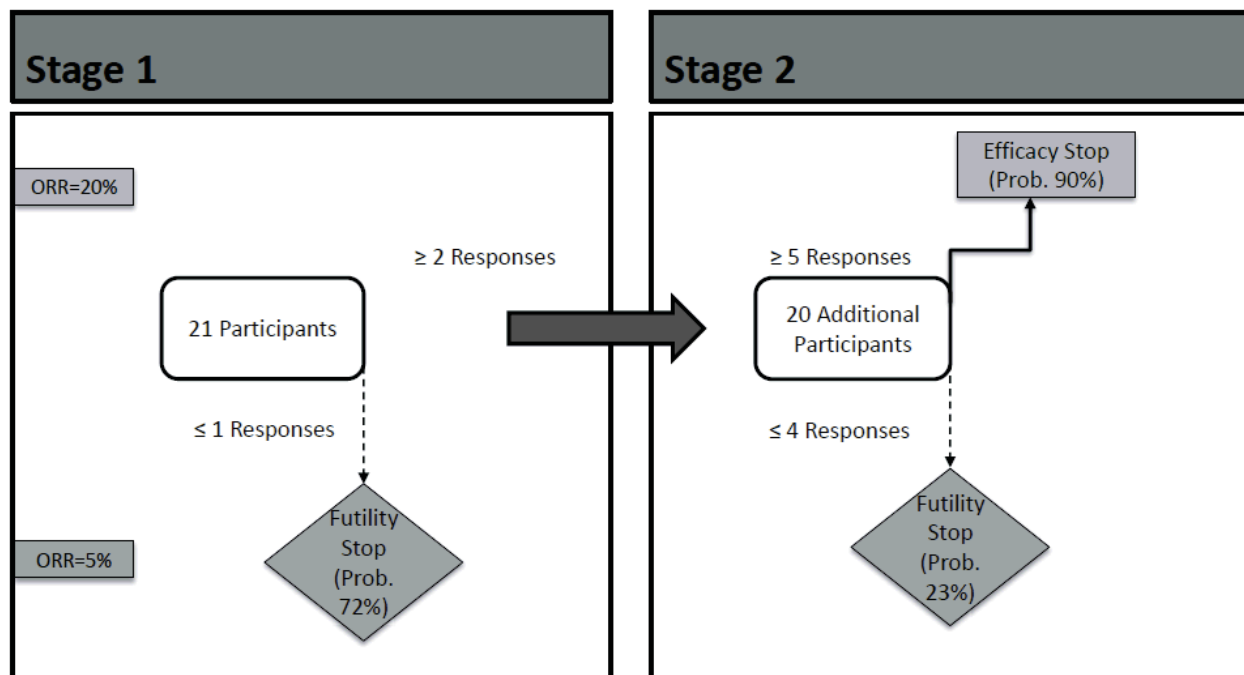 Stage 1
ORR=20%
≥ 2 Responses
21 Participants
≤ 1 Responses
Futility
Stop
(Prob.
72%)
ORR=5%
Stage 2
Efficacy Stop
(Prob. 90%)
≥ 5 Responses
20 Additional
Participants
≤ 4 Responses
Futility
Stop
(Prob.
23%)